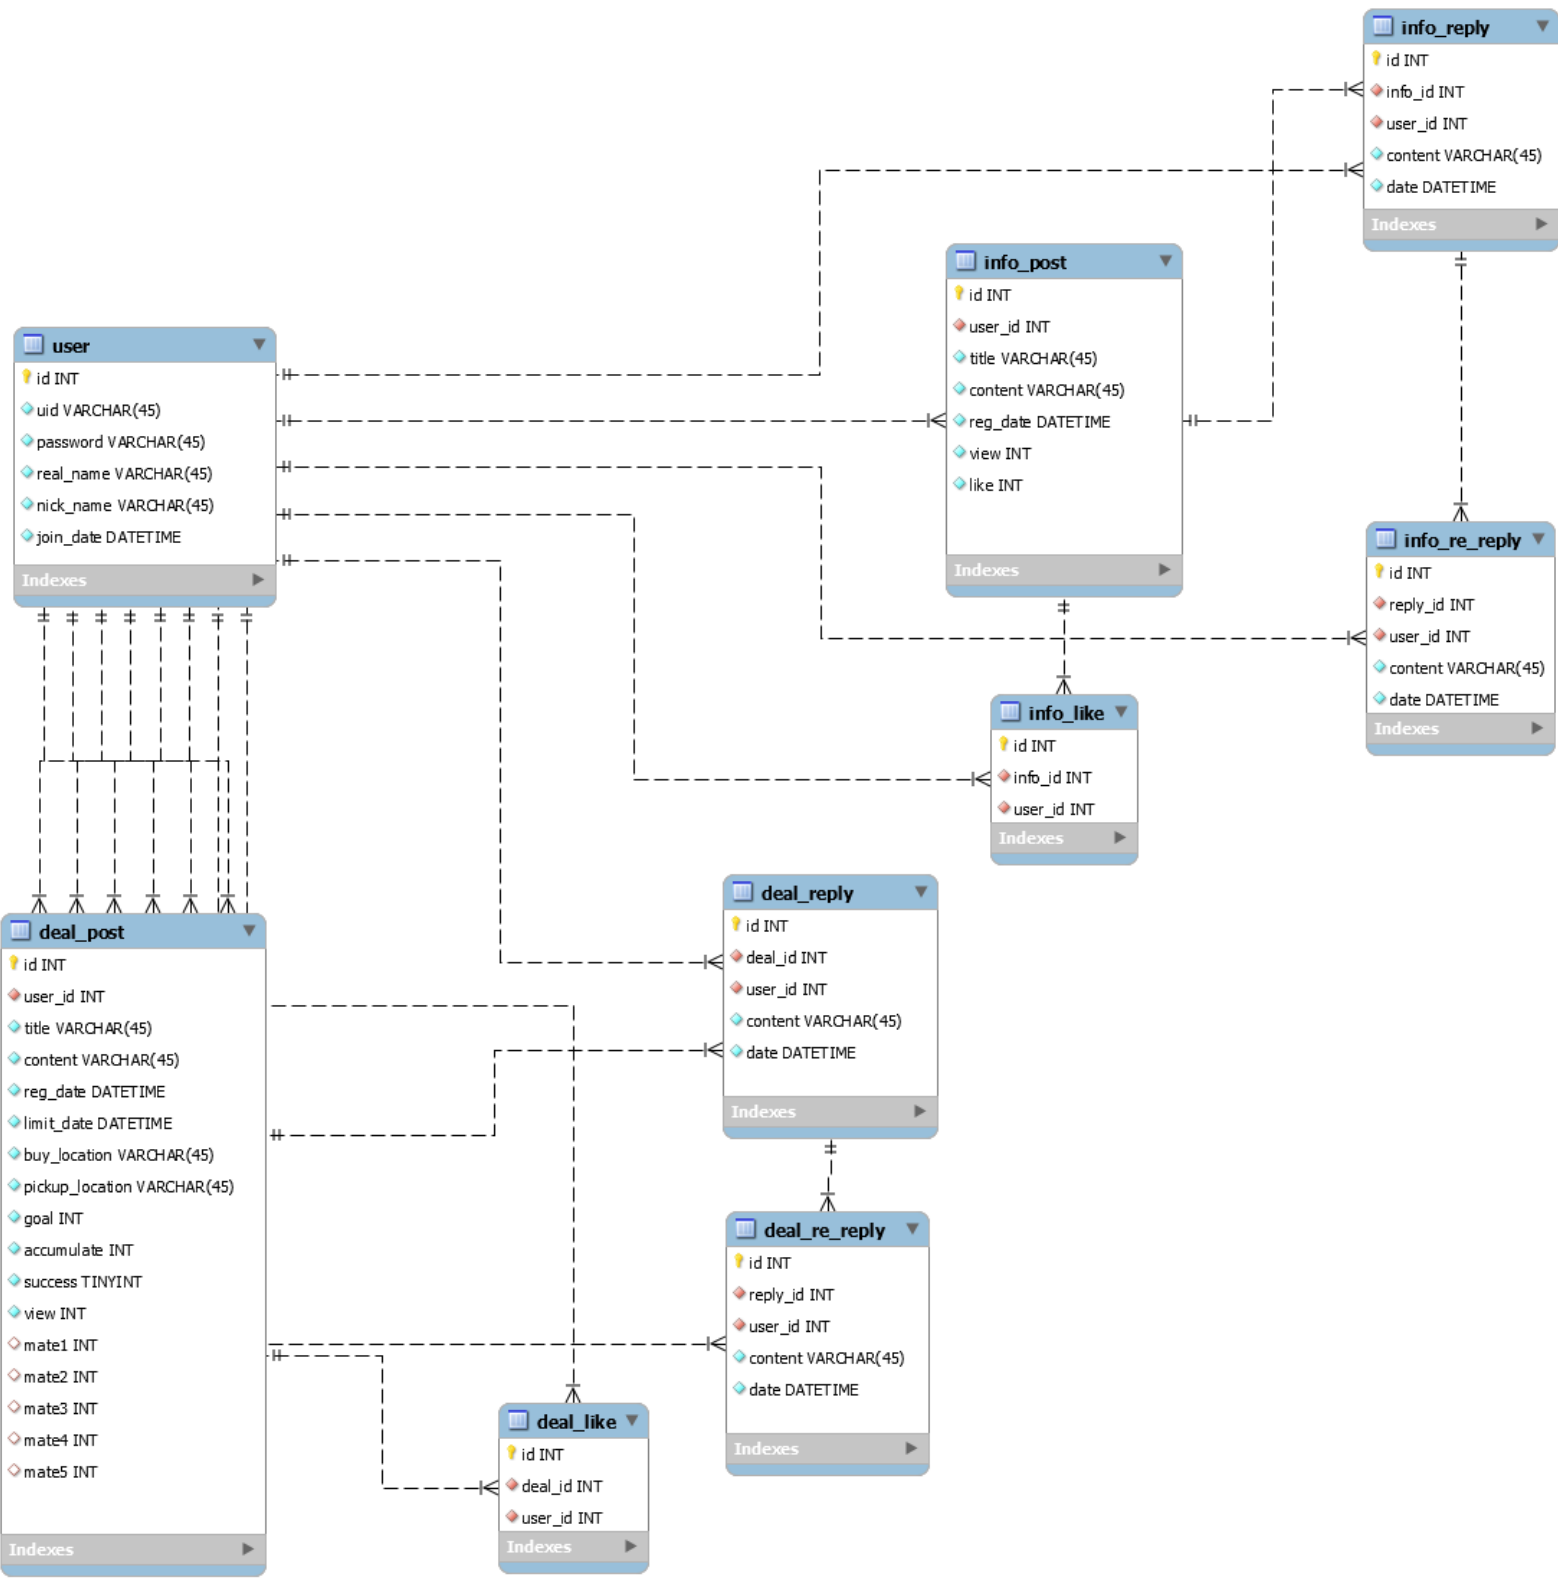 info_reply
id INT
info_id INT
user_id INT
content VARCHAR(45)
date DATETIME
Indexes
info_post
id INT
user_id INT
title VARCHAR(45)
content VARCHAR(45)
reg_date DATETIME
view INT
like INT
Indexes
user
id INT
uid VARCHAR(45)
password VARCHAR(45)
real_name VARCHAR(45)
nick_name VARCHAR(45)
join_date DATETIME
Indexes
info_re_reply
id INT
reply_id INT
user_id INT
content VARCHAR(45)
date DATETIME
Indexes
info_like
id INT
info_id INT
user_id INT
Indexes
deal_reply
id INT
deal_id INT
user_id INT
content VARCHAR(45)
date DATETIME
Indexes
deal_post
id INT
user_id INT
title VARCHAR(45)
content VARCHAR(45)
reg_date DATETIME
limit_date DATETIME
buy_location VARCHAR(45)
pickup_location VARCHAR(45)
goal INT
accumulate INT
success TINYINT
view INT
mate1 INT
mate2 INT
mate3 INT
mate4 INT
mate5 INT
Indexes
deal_re_reply
id INT
reply_id INT
user_id INT
content VARCHAR(45)
date DATETIME
Indexes
deal_like
id INT
deal_id INT
user_id INT
Indexes